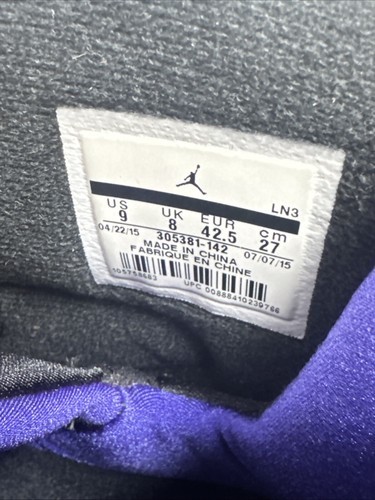 LN3
US UK EUR cm
9 8 42.5 27
04/22/15 305381-142 07/07/15
MADE IN CHINA
FABRIQUE EN CHINE
105758683
UPC 00888410239766